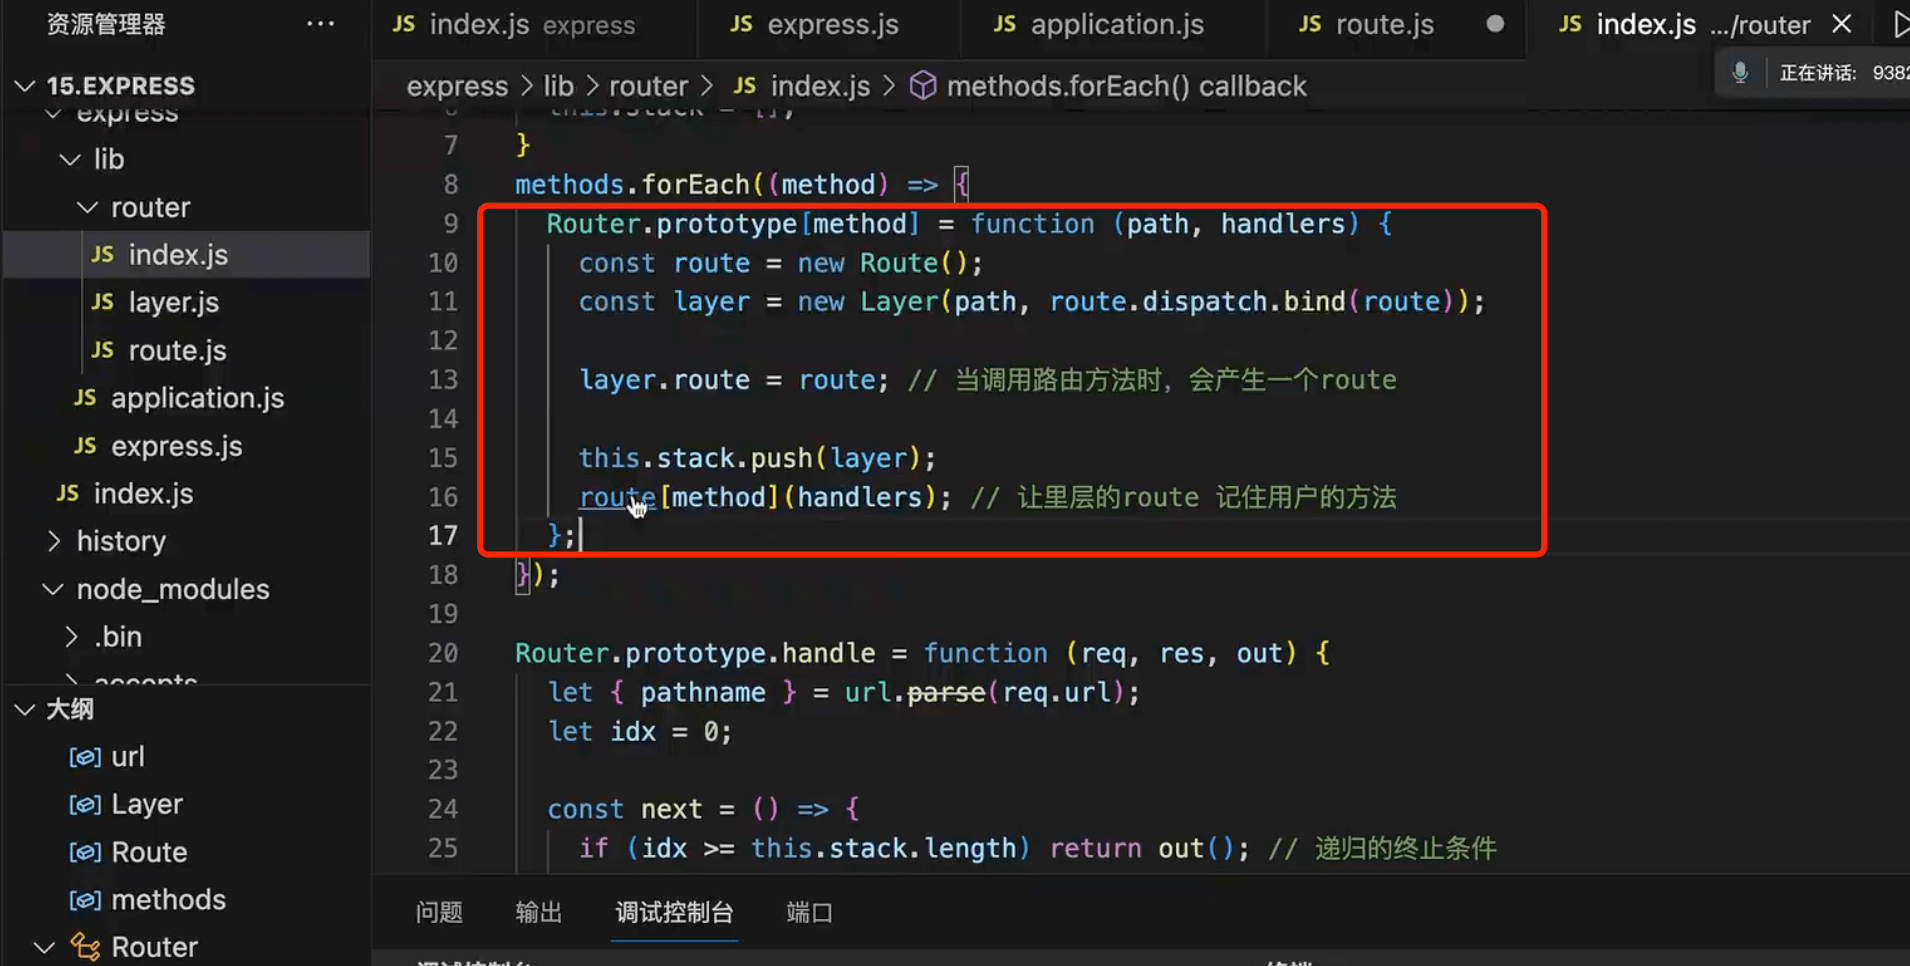 资源管理器 ···
JS index.js express
JS express.js
JS application.js
JS route.js ●
JS index.js .../router ×
正在讲话: 9382
15.EXPRESS
express
lib
router
JS index.js
JS layer.js
JS route.js
JS application.js
JS express.js
JS index.js
history
node_modules
.bin
accepts
大纲
url
Layer
Route
methods
Router
express > lib > router > JS index.js > methods.forEach() callback
6 this.stack = [];
7 }
8 methods.forEach((method) => {
9 Router.prototype[method] = function (path, handlers) {
10 const route = new Route();
11 const layer = new Layer(path, route.dispatch.bind(route));
12
13 layer.route = route; // 当调用路由方法时，会产生一个route
14
15 this.stack.push(layer);
16 route[method](handlers); // 让里层的route 记住用户的方法
17 };
18 });
19
20 Router.prototype.handle = function (req, res, out) {
21 let { pathname } = url.parse(req.url);
22 let idx = 0;
23
24 const next = () => {
25 if (idx >= this.stack.length) return out(); // 递归的终止条件
问题 输出 调试控制台 端口